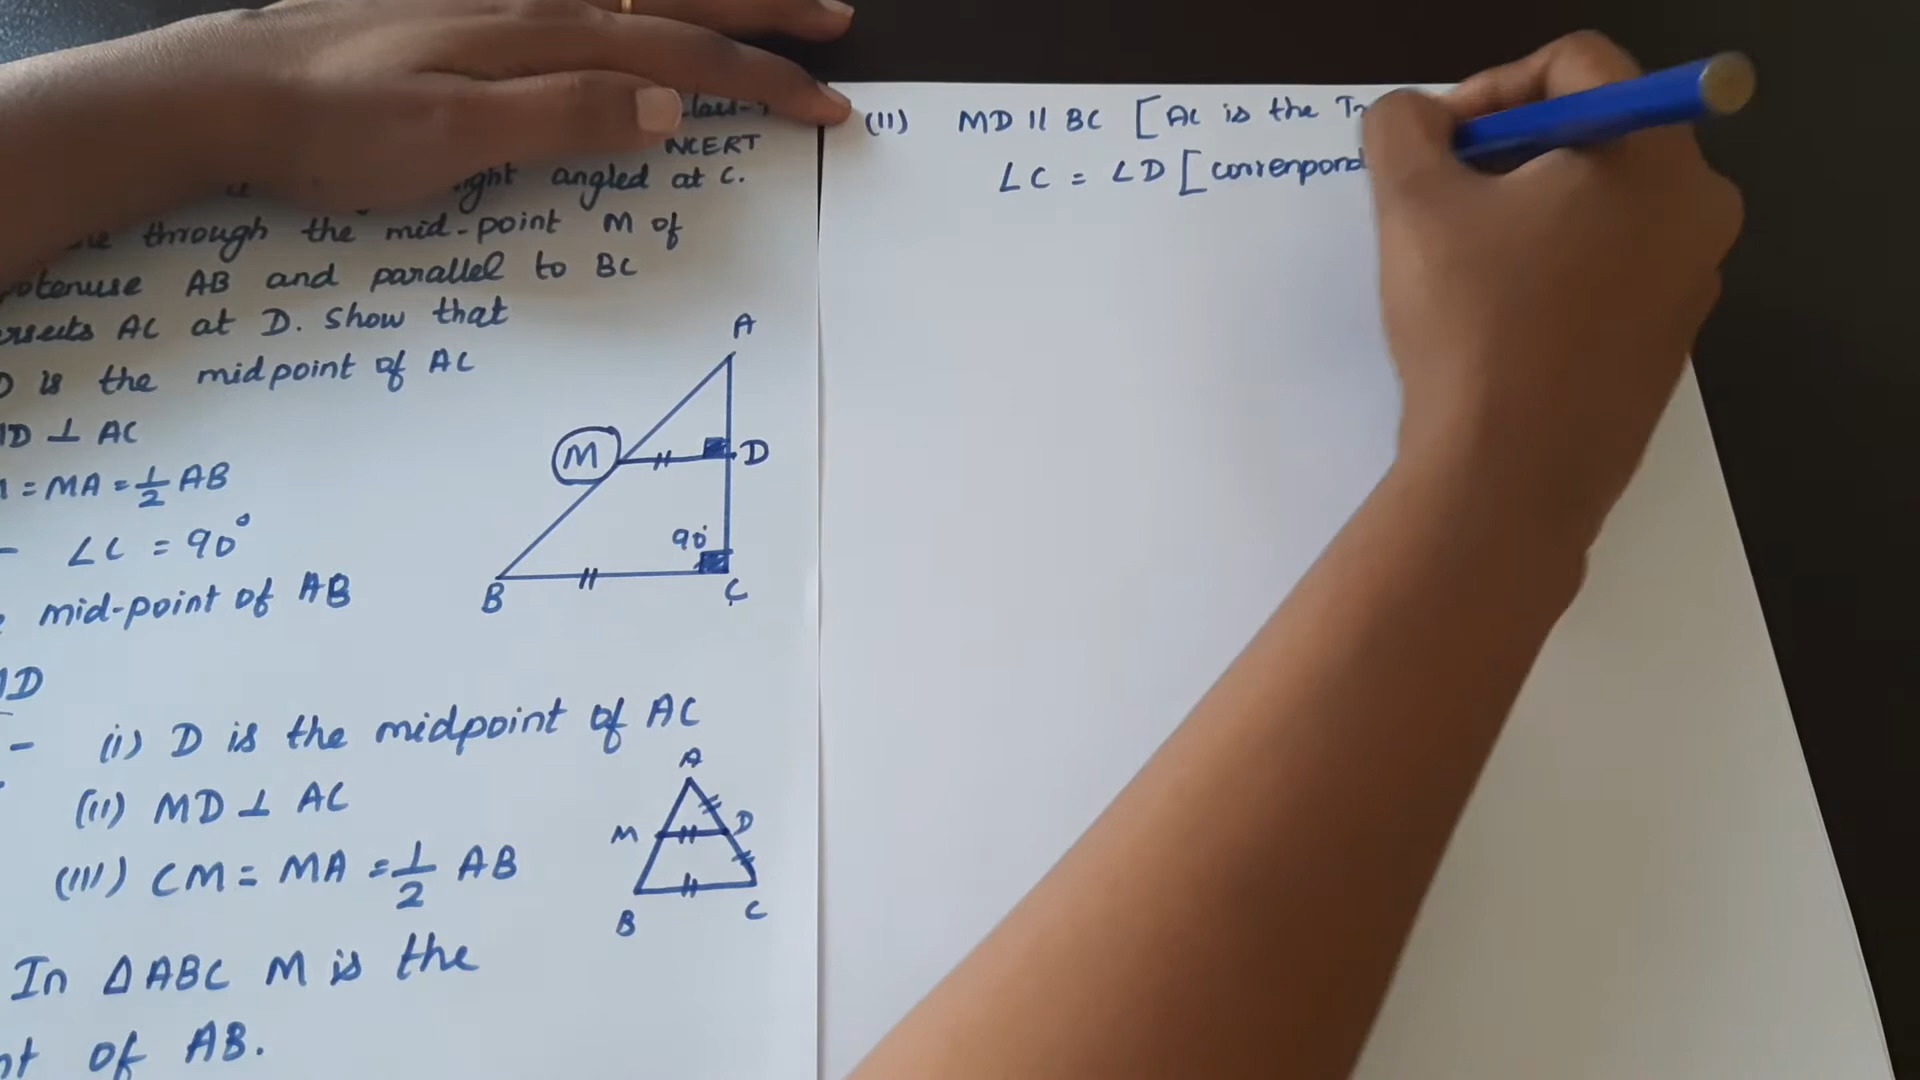 NCERT
angled at C.
through the mid-point M of
AB and parallel to BC
AC at D. Show that
D is the midpoint of AC
D ⊥ AC
= MA = 1/2 AB
- ∠C = 90°
mid-point of AB
D
- (i) D is the midpoint of AC
(ii) MD ⊥ AC
(iii) CM = MA = 1/2 AB
In ΔABC M is the
of AB.
A
M
D
90°
B
C
A
M
D
B
C
(ii) MD || BC [AC is the
∠C = ∠D [